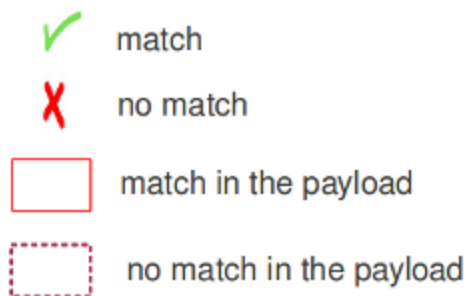 match
no match
match in the payload
no match in the payload